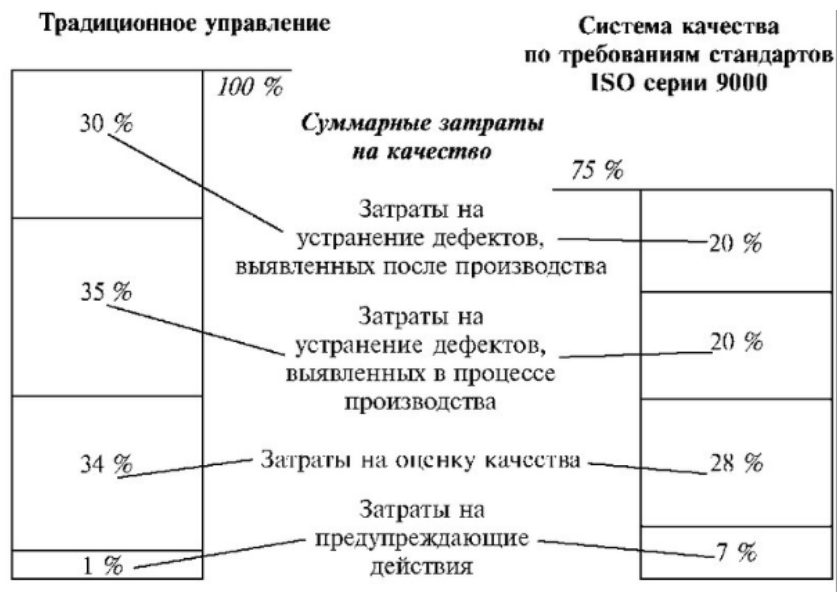 Традиционное управление
Система качества
по требованиям стандартов
ISO серии 9000
100 %
30 %
Суммарные затраты
на качество
75 %
Затраты на
устранение дефектов,
выявленных после производства
20 %
35 %
Затраты на
устранение дефектов,
выявленных в процессе
производства
20 %
34 %
Затраты на оценку качества
28 %
Затраты на
предупреждающие
действия
1 %
7 %